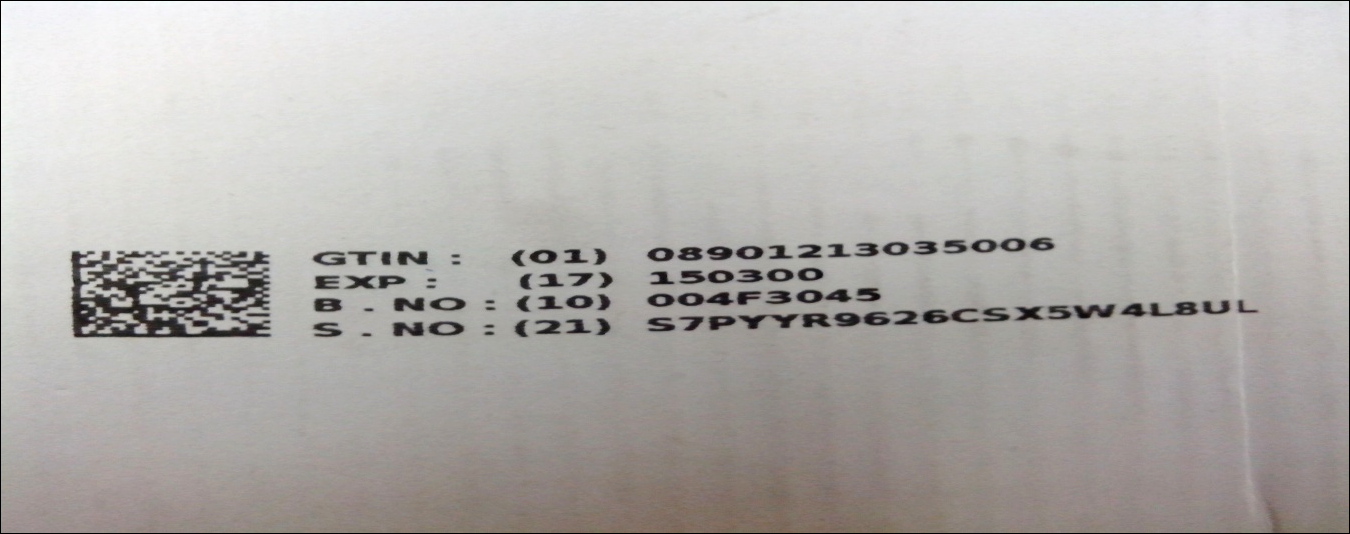 GTIN : (01) 08901213035006
EXP : (17) 150300
B . NO : (10) 004F3045
S . NO : (21) S7PYYR9626CSX5W4L8UL